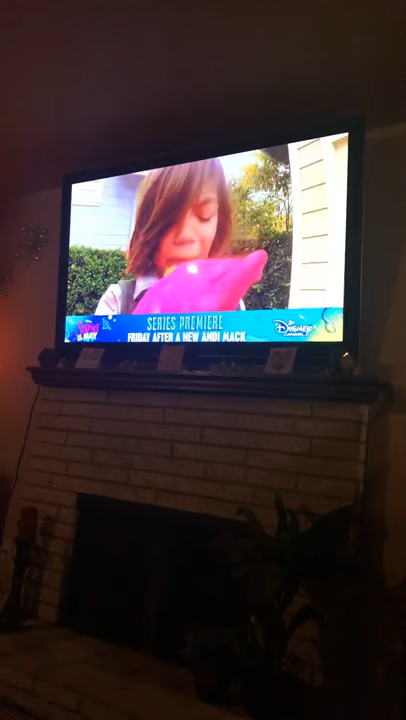 SERIES PREMIERE
FRIDAY AFTER A NEW ANDI MACK
DISNEY
CHANNEL